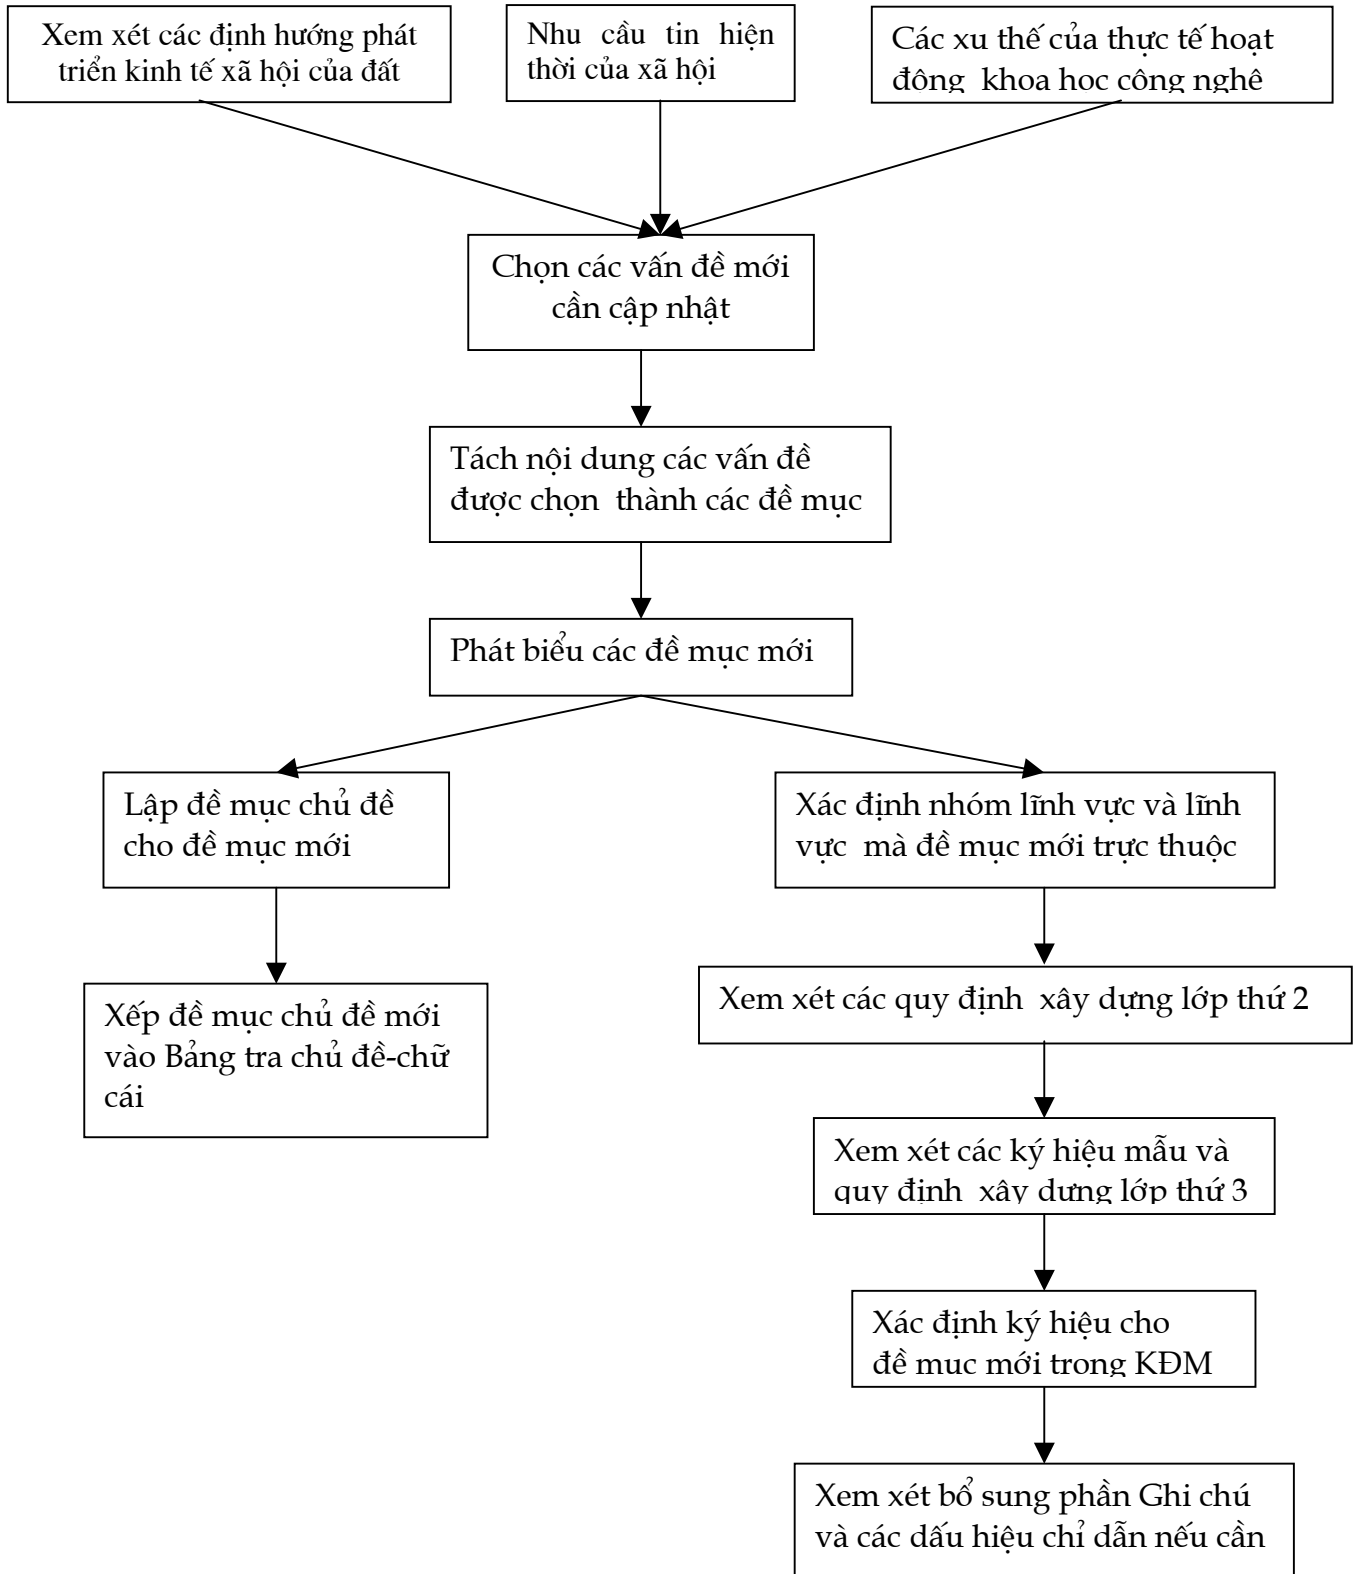 Xem xét các định hướng phát
triển kinh tế xã hội của đất
Nhu cầu tin hiện
thời của xã hội
Các xu thế của thực tế hoạt
động khoa học công nghệ
Chọn các vấn đề mới
cần cập nhật
Tách nội dung các vấn đề
được chọn thành các đề mục
Phát biểu các đề mục mới
Lập đề mục chủ đề
cho đề mục mới
Xác định nhóm lĩnh vực và lĩnh
vực mà đề mục mới trực thuộc
Xếp đề mục chủ đề mới
vào Bảng tra chủ đề-chữ
cái
Xem xét các quy định xây dựng lớp thứ 2
Xem xét các ký hiệu mẫu và
quy định xây dựng lớp thứ 3
Xác định ký hiệu cho
đề mục mới trong KĐM
Xem xét bổ sung phần Ghi chú
và các dấu hiệu chỉ dẫn nếu cần